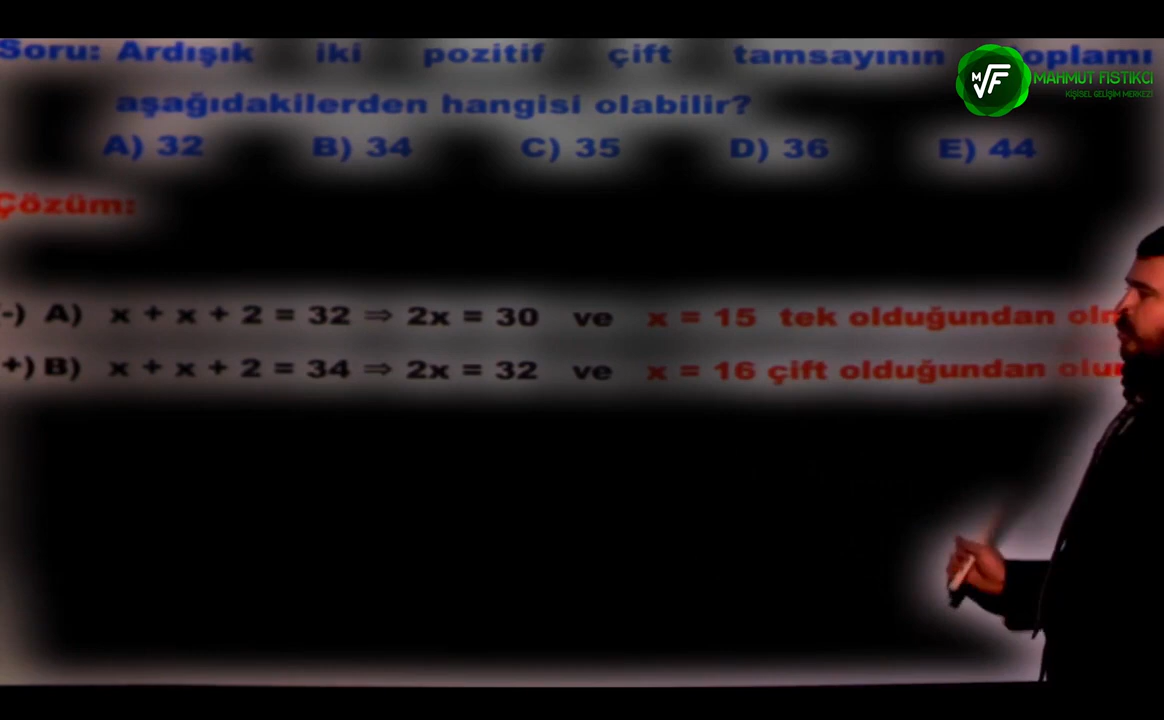 Soru: Ardışık iki pozitif çift tamsayının toplamı
aşağıdakilerden hangisi olabilir?
A) 32 B) 34 C) 35 D) 36 E) 44
MAHMUT FISTIKCI
KİŞİSEL GELİŞİM MERKEZİ
Çözüm:
(-) A) x + x + 2 = 32 ⇒ 2x = 30 ve x = 15 tek olduğundan
(+) B) x + x + 2 = 34 ⇒ 2x = 32 ve x = 16 çift olduğundan